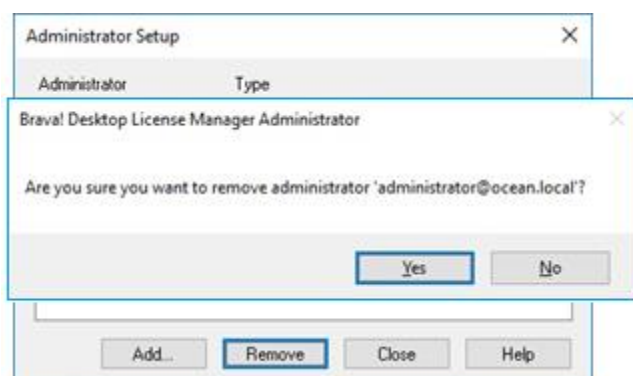 Administrator Setup
Administrator Type
Brava! Desktop License Manager Administrator
Are you sure you want to remove administrator 'administrator@ocean.local'?
Yes No
Add... Remove Close Help